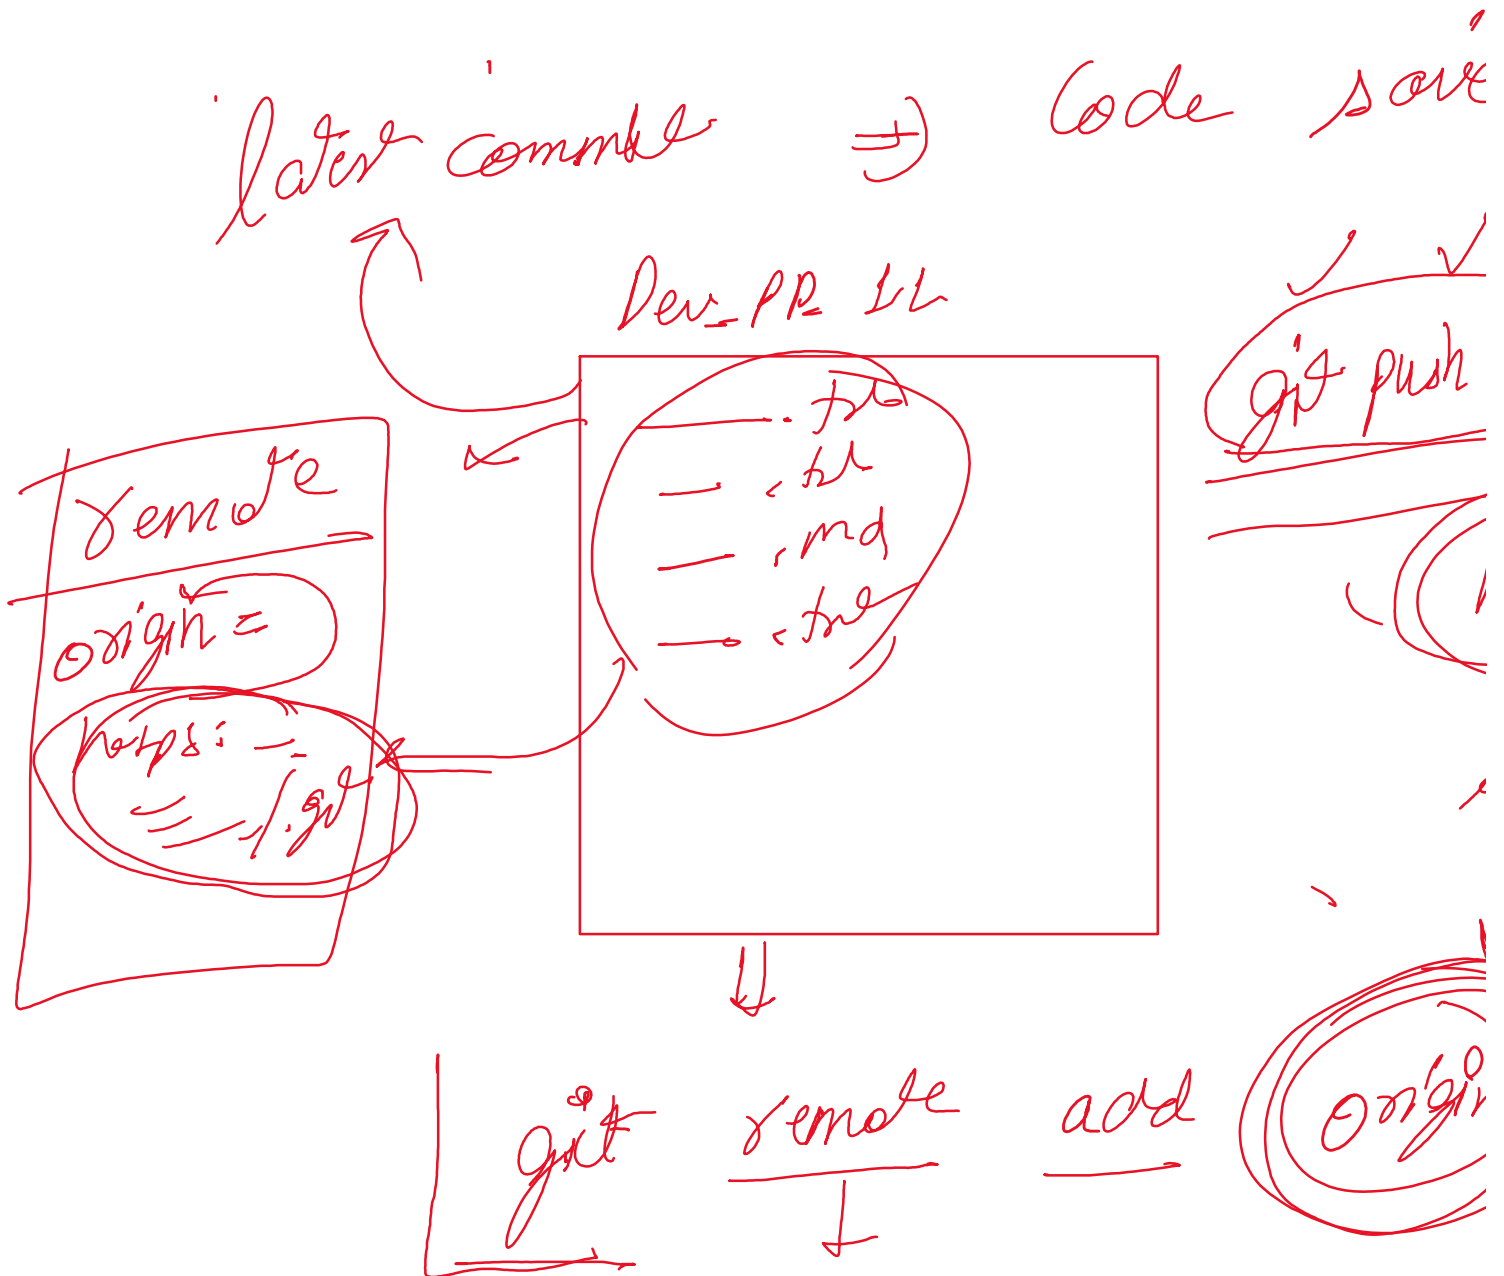 latest commit ⇒ Code save
Dev_PR 11
git push
.txt
.txt
.md
.txt
remote
origin =
https: —
— /.git
git remote add origin